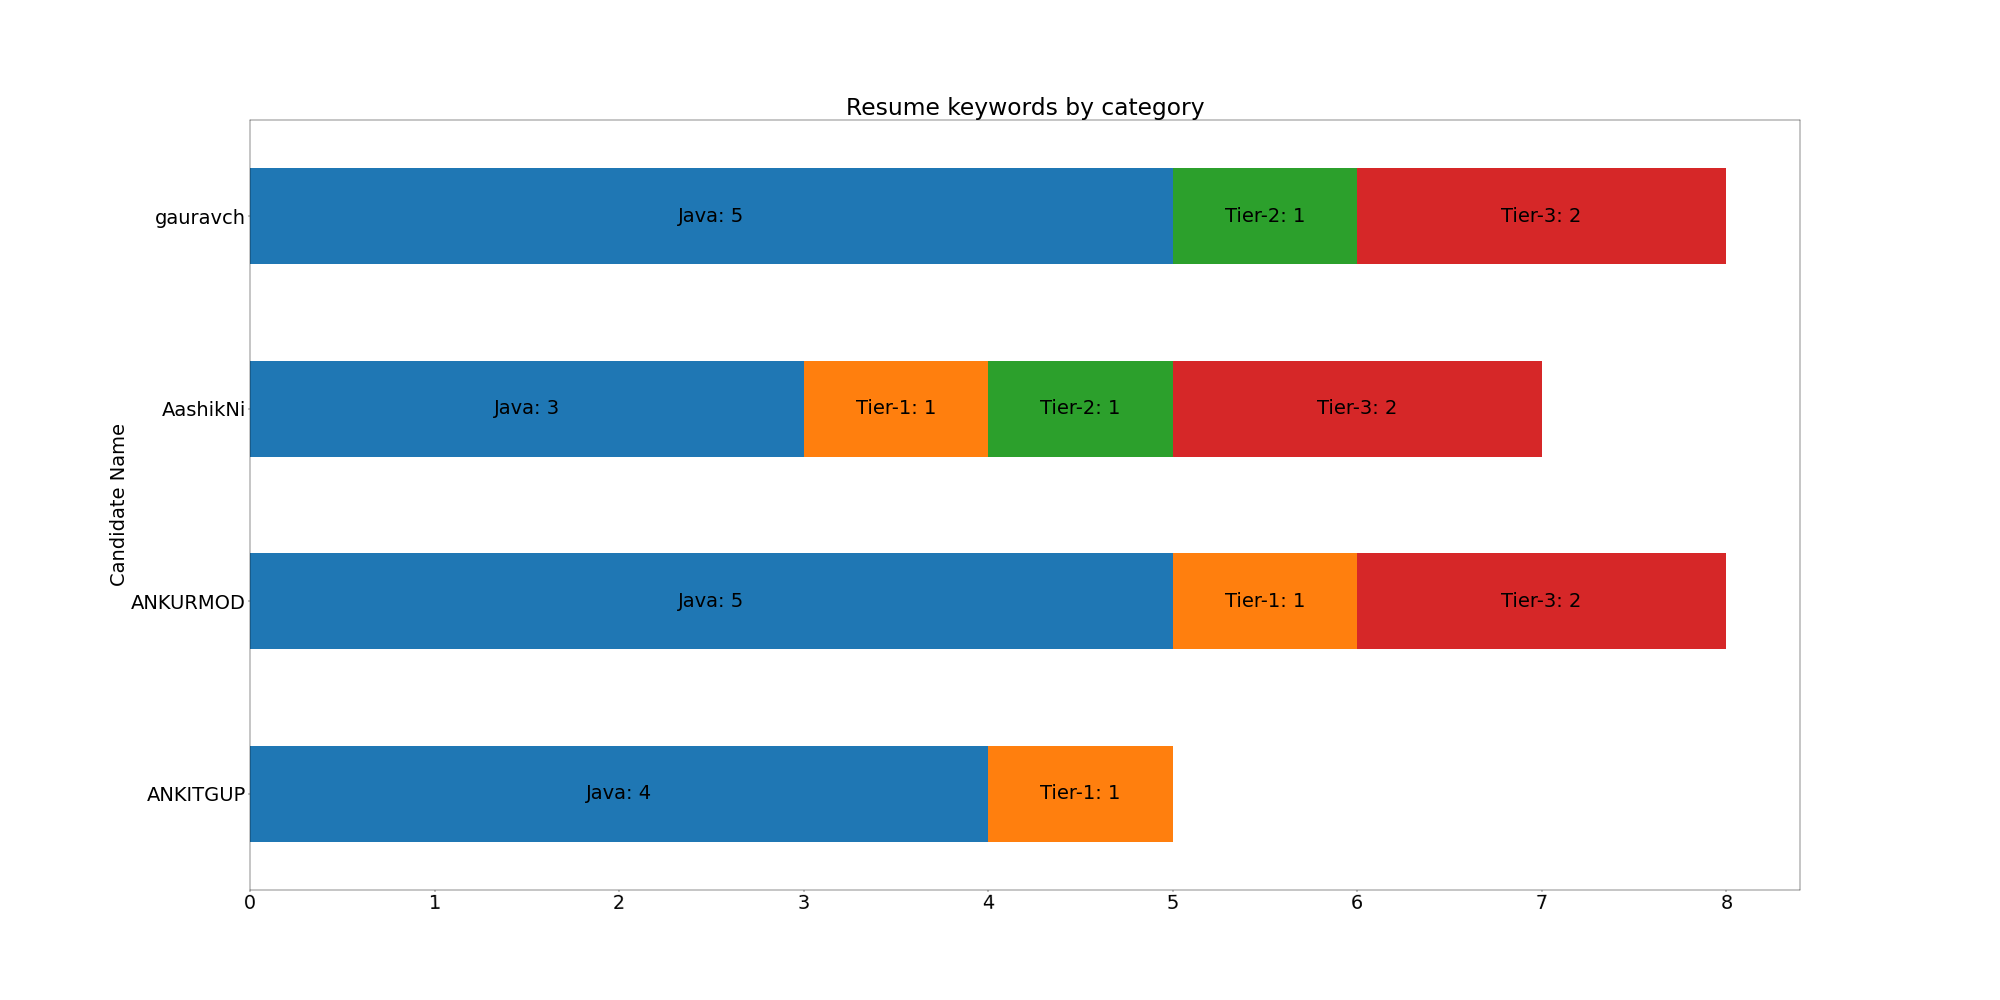 Resume keywords by category
Candidate Name
gauravch
Java: 5 Tier-2: 1 Tier-3: 2
AashikNi
Java: 3 Tier-1: 1 Tier-2: 1 Tier-3: 2
ANKURMOD
Java: 5 Tier-1: 1 Tier-3: 2
ANKITGUP
Java: 4 Tier-1: 1
0 1 2 3 4 5 6 7 8